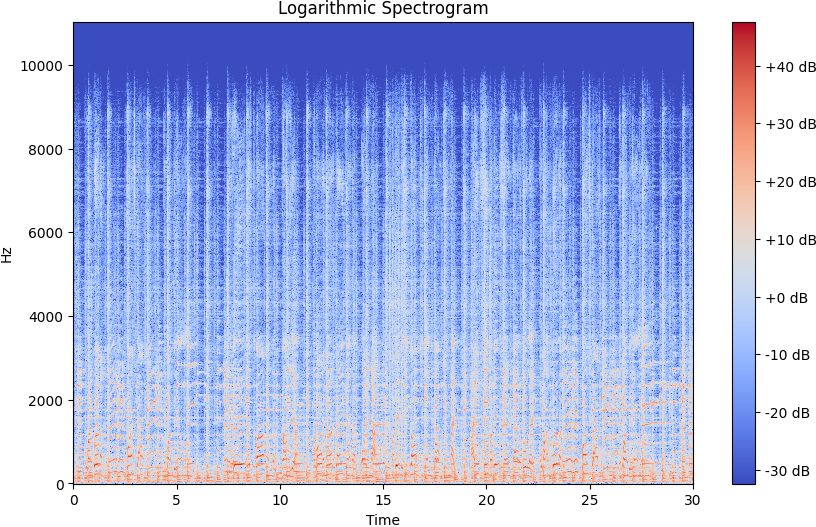 Logarithmic Spectrogram
Hz
10000
8000
6000
4000
2000
0
0 5 10 15 20 25 30
Time
+40 dB
+30 dB
+20 dB
+10 dB
+0 dB
-10 dB
-20 dB
-30 dB